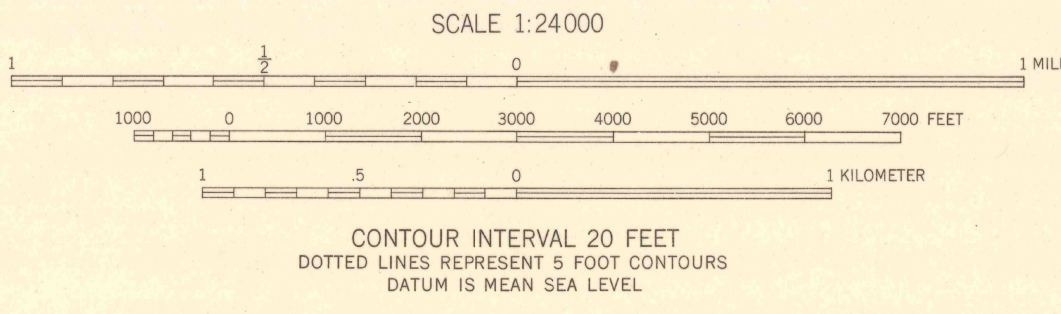 SCALE 1:24000
1 1/2 0 1 MIL
1000 0 1000 2000 3000 4000 5000 6000 7000 FEET
1 .5 0 1 KILOMETER
CONTOUR INTERVAL 20 FEET
DOTTED LINES REPRESENT 5 FOOT CONTOURS
DATUM IS MEAN SEA LEVEL